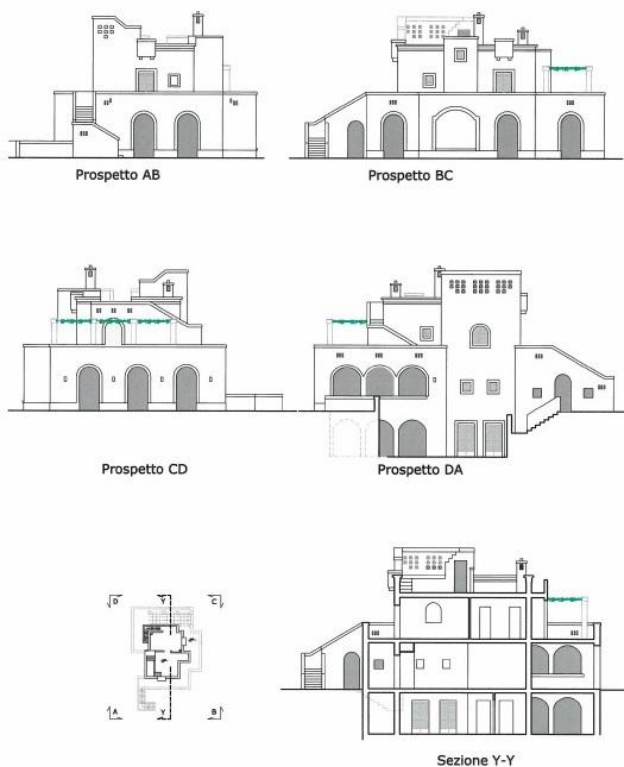 Prospetto AB
Prospetto BC
Prospetto CD
Prospetto DA
D Y C
A Y B
Sezione Y-Y